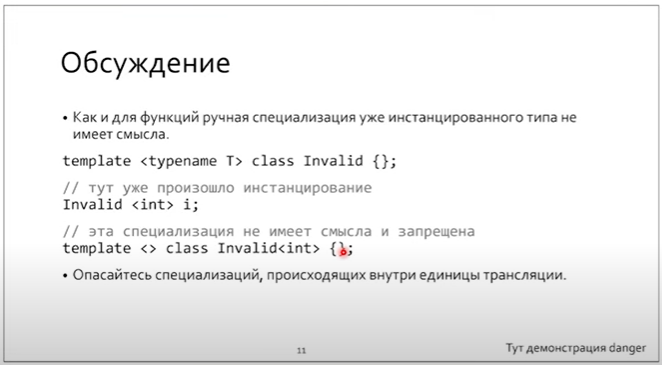 Обсуждение
• Как и для функций ручная специализация уже инстанцированного типа не
имеет смысла.
template <typename T> class Invalid {};
// тут уже произошло инстанцирование
Invalid <int> i;
// эта специализация не имеет смысла и запрещена
template <> class Invalid<int> {};
• Опасайтесь специализаций, происходящих внутри единицы трансляции.
11
Тут демонстрация danger